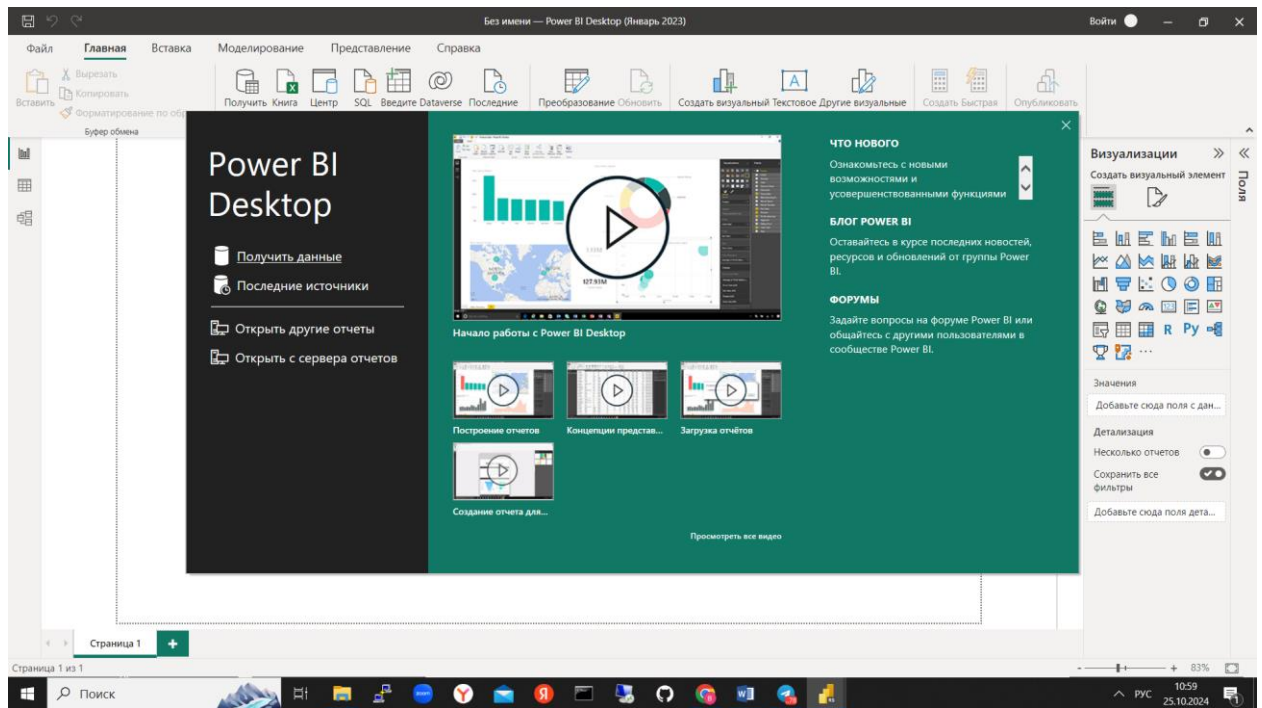 Без имени — Power BI Desktop (Январь 2023)
Войти
Файл Главная Вставка Моделирование Представление Справка
Вставить
Вырезать
Копировать
Форматирование по обр
Буфер обмена
Получить Книга Центр SQL Введите Dataverse Последние
Преобразование Обновить
Создать визуальный Текстовое Другие визуальные
Создать Быстрая
Опубликовать
Power BI
Desktop
Получить данные
Последние источники
Открыть другие отчеты
Открыть с сервера отчетов
127.93M
Начало работы с Power BI Desktop
Построение отчетов
Концепции представ...
Загрузка отчётов
Создание отчета для...
Просмотреть все видео
ЧТО НОВОГО
Ознакомьтесь с новыми
возможностями и
усовершенствованными функциями
БЛОГ POWER BI
Оставайтесь в курсе последних новостей,
ресурсов и обновлений от группы Power
BI.
ФОРУМЫ
Задайте вопросы на форуме Power BI или
общайтесь с другими пользователями в
сообществе Power BI.
Визуализации
Создать визуальный элемент
R Py
Значения
Добавьте сюда поля с дан...
Детализация
Несколько отчетов
Сохранить все
фильтры
Добавьте сюда поля дета...
Поля
Страница 1
Страница 1 из 1
83%
Поиск
zoom
РУС
10:59
25.10.2024